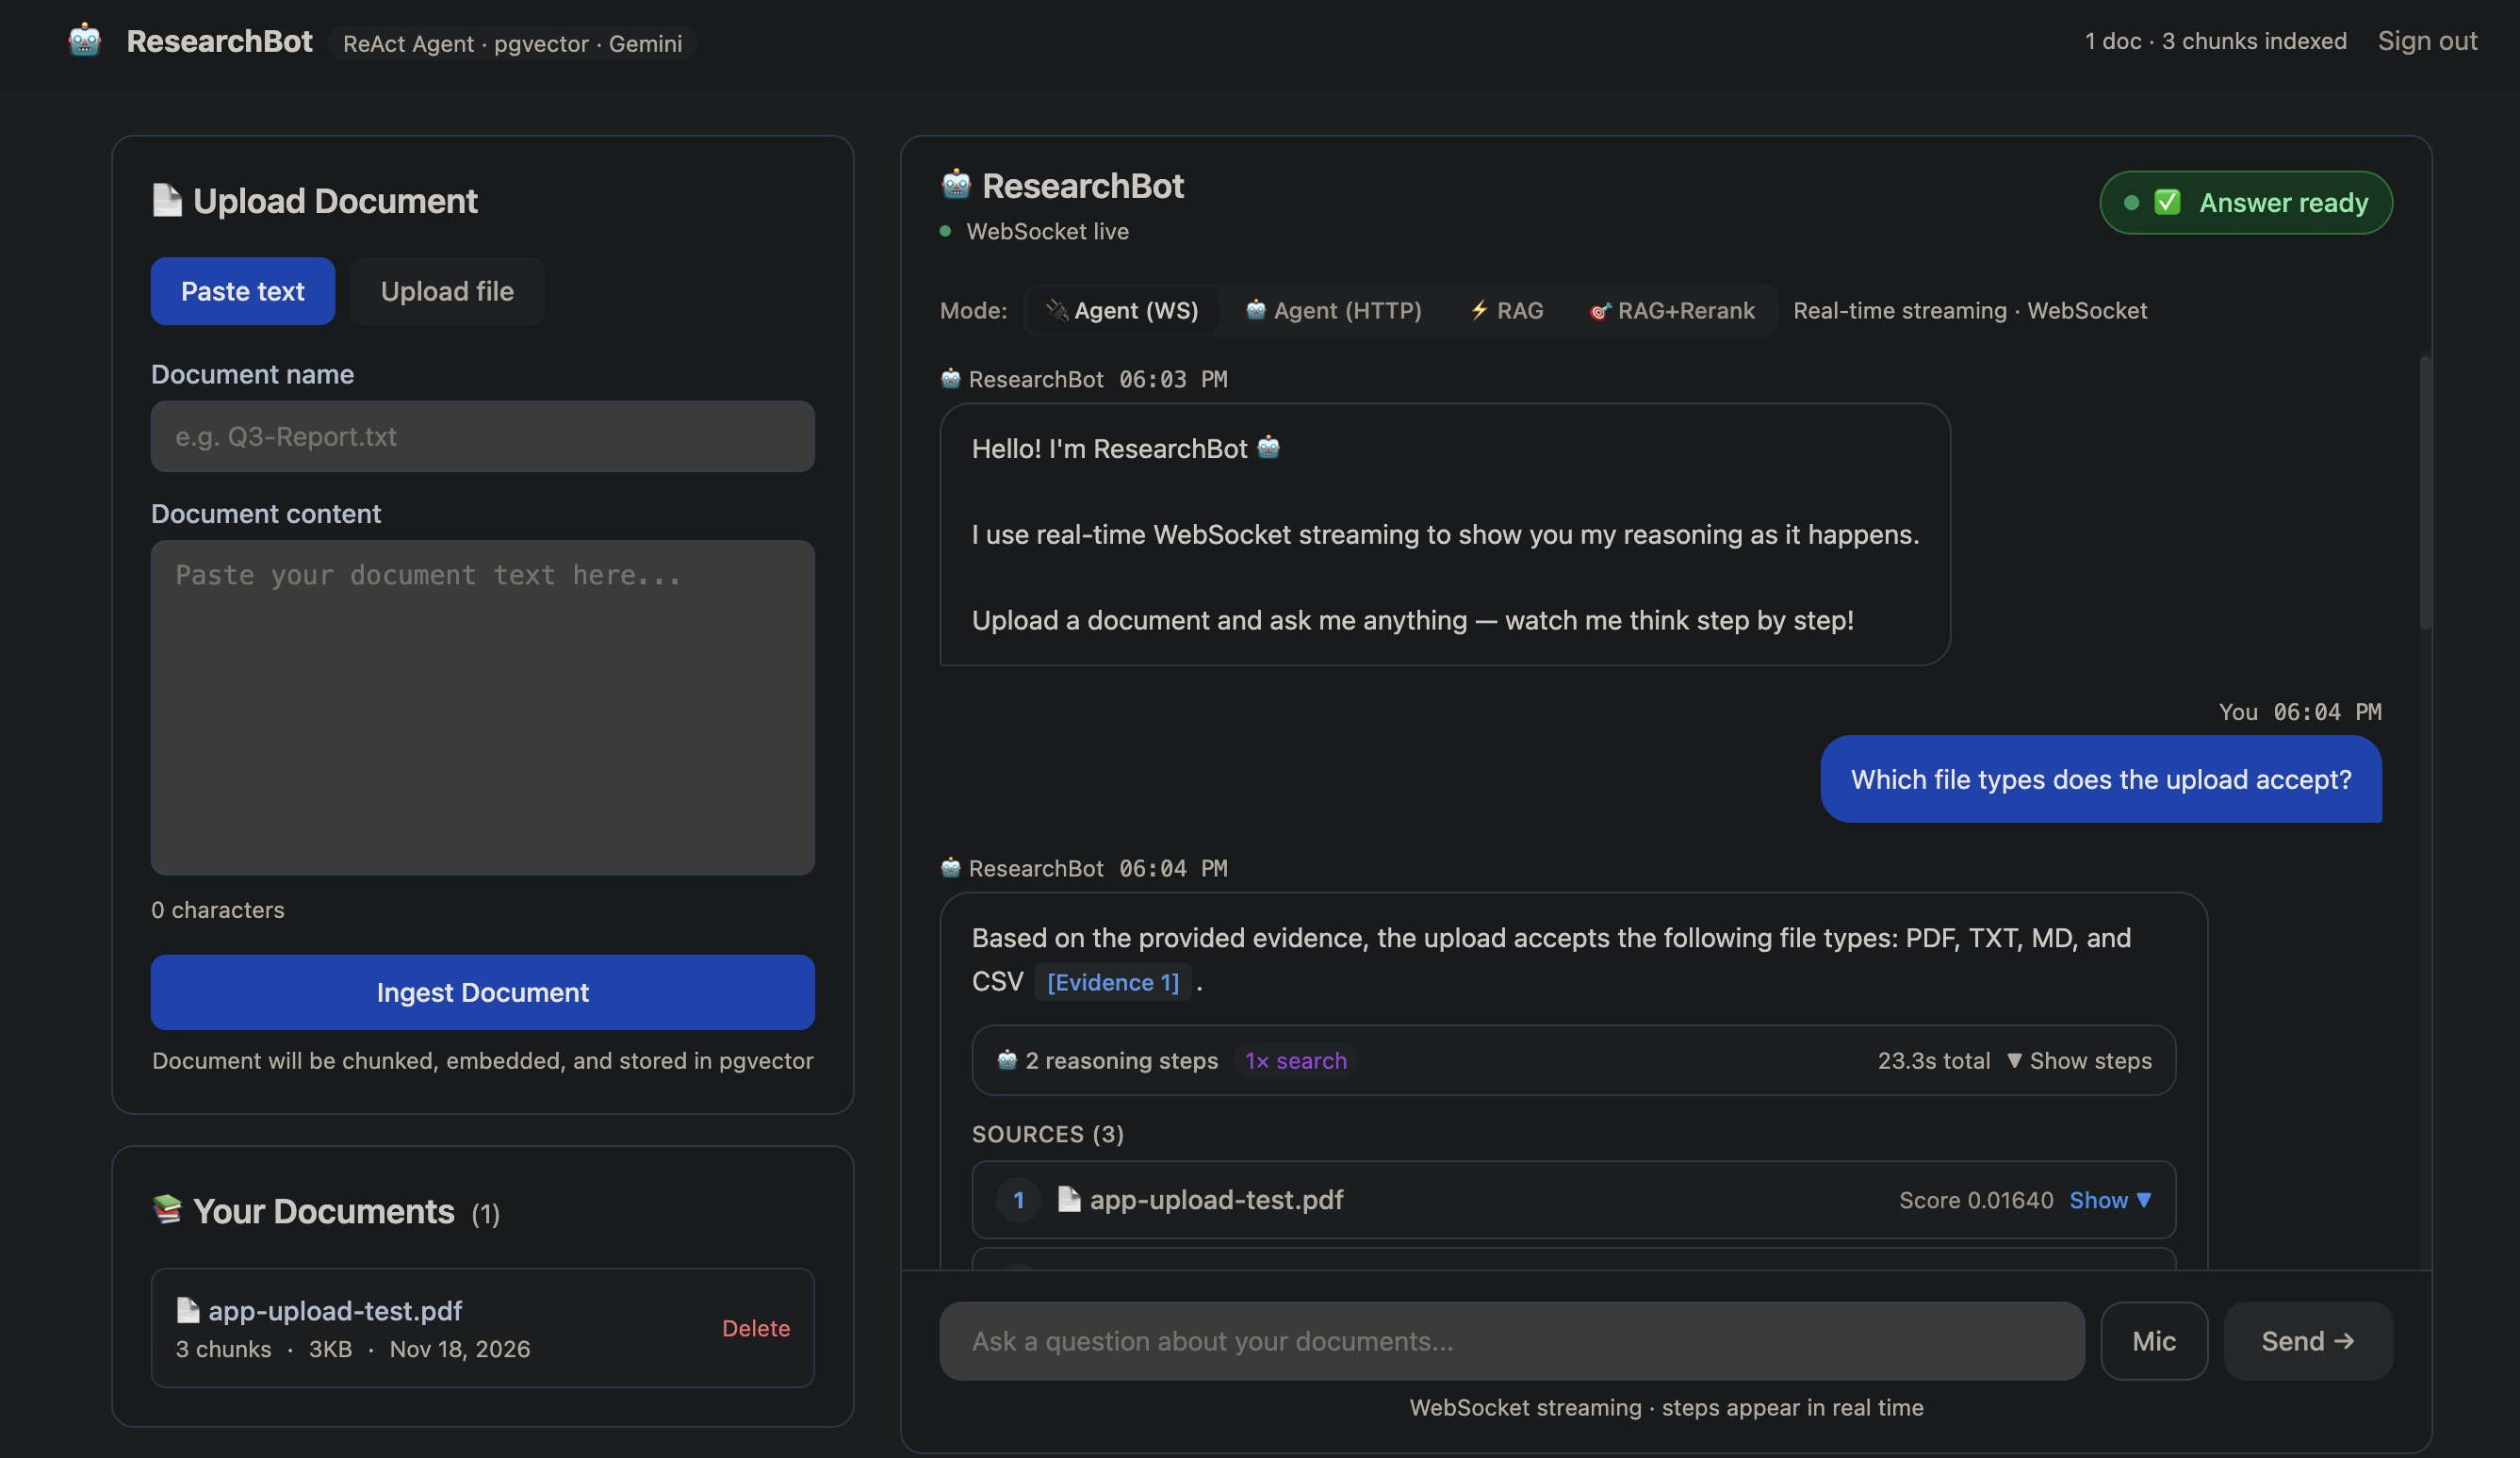 ResearchBot
ReAct Agent · pgvector · Gemini
1 doc · 3 chunks indexed
Sign out
Upload Document
Paste text
Upload file
Document name
e.g. Q3-Report.txt
Document content
Paste your document text here...
0 characters
Ingest Document
Document will be chunked, embedded, and stored in pgvector
Your Documents (1)
app-upload-test.pdf
3 chunks · 3KB · Nov 18, 2026
Delete
ResearchBot
WebSocket live
Answer ready
Mode:
Agent (WS)
Agent (HTTP)
RAG
RAG+Rerank
Real-time streaming · WebSocket
ResearchBot 06:03 PM
Hello! I'm ResearchBot
I use real-time WebSocket streaming to show you my reasoning as it happens.
Upload a document and ask me anything — watch me think step by step!
You 06:04 PM
Which file types does the upload accept?
ResearchBot 06:04 PM
Based on the provided evidence, the upload accepts the following file types: PDF, TXT, MD, and
CSV [Evidence 1] .
2 reasoning steps 1× search
23.3s total ▼ Show steps
SOURCES (3)
1 app-upload-test.pdf
Score 0.01640 Show ▼
Ask a question about your documents...
Mic
Send →
WebSocket streaming · steps appear in real time